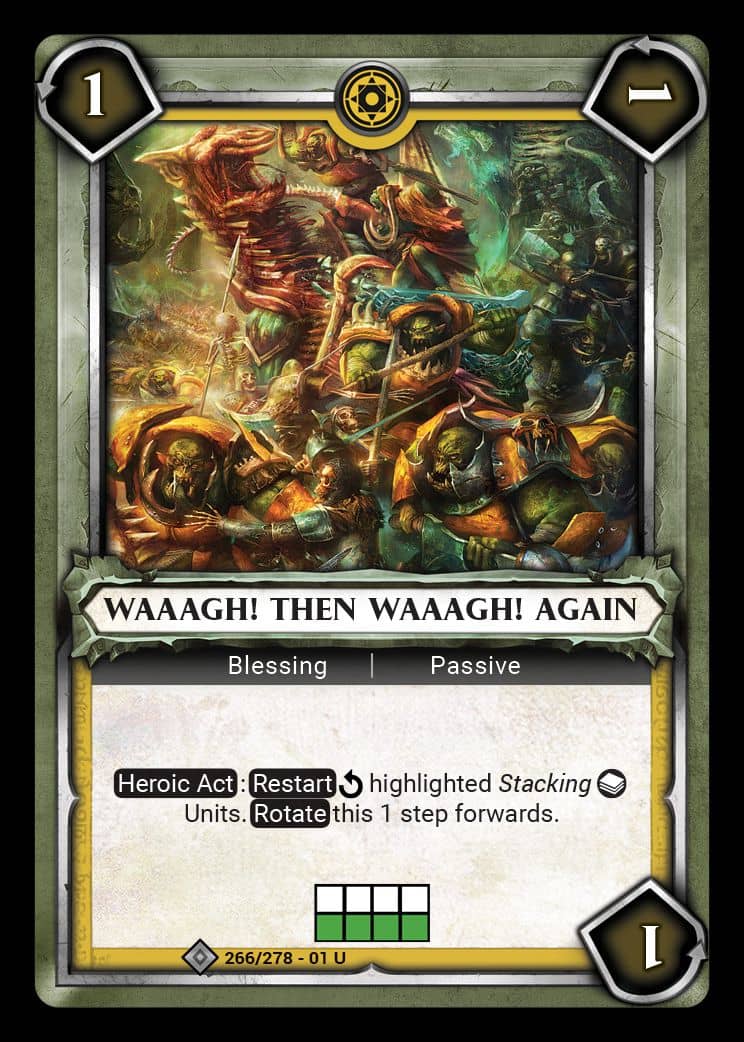 1
1
WAAAGH! THEN WAAAGH! AGAIN
Blessing | Passive
Heroic Act: Restart highlighted Stacking
Units. Rotate this 1 step forwards.
266/278 - 01 U
1